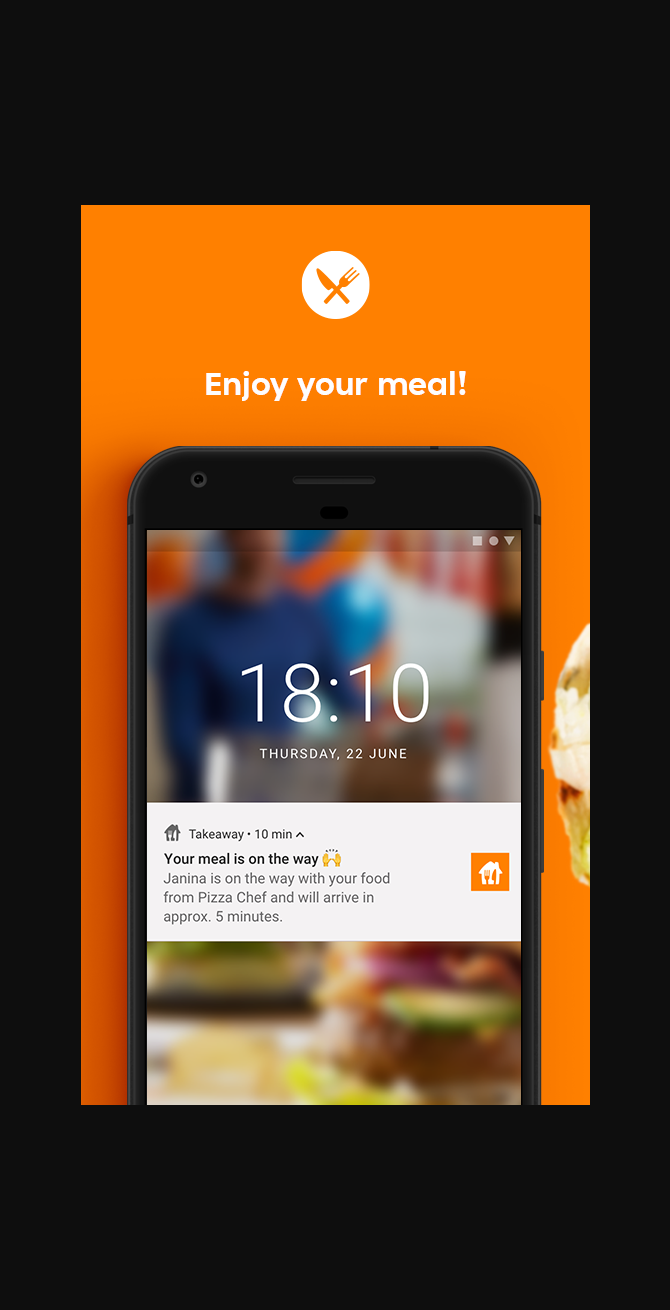 Enjoy your meal!
18:10
THURSDAY, 22 JUNE
Takeaway • 10 min
Your meal is on the way 🙌
Janina is on the way with your food
from Pizza Chef and will arrive in
approx. 5 minutes.